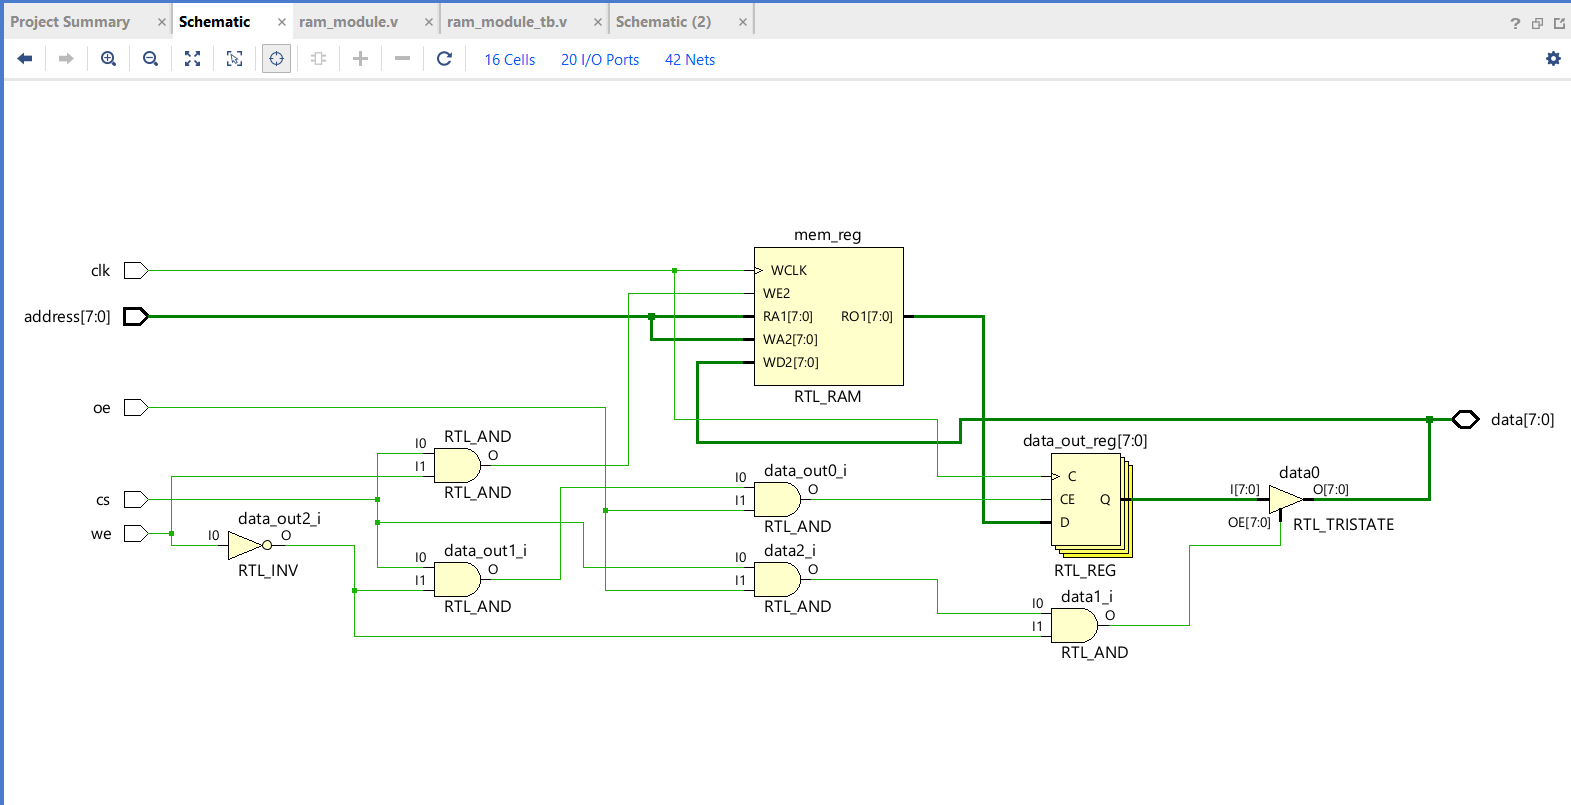 Project Summary × Schematic × ram_module.v × ram_module_tb.v × Schematic (2) × ?
16 Cells 20 I/O Ports 42 Nets
mem_reg
clk WCLK
WE2
address[7:0] RA1[7:0] RO1[7:0]
WA2[7:0]
WD2[7:0]
RTL_RAM
oe
data[7:0]
RTL_AND
I0
I1 O
RTL_AND
data_out_reg[7:0]
C
CE Q
D
RTL_REG
data_out0_i
I0
I1 O
RTL_AND
data0
I[7:0] O[7:0]
OE[7:0] RTL_TRISTATE
cs
we
data_out2_i
I0 O
RTL_INV
data_out1_i
I0
I1 O
RTL_AND
data2_i
I0
I1 O
RTL_AND
data1_i
I0
I1 O
RTL_AND